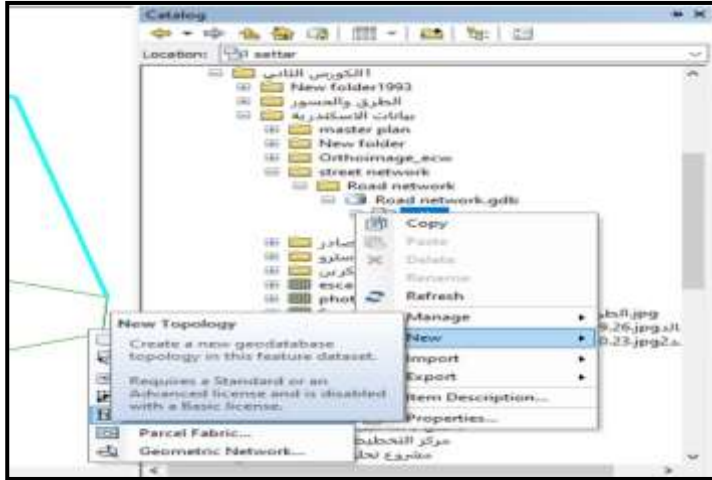 Catalog
Location: settar
الكورس الثاني
New folder1993
الطرق والجسور
بيانات الاسكندرية
master plan
New folder
Orthoimage_ecw
street network
Road network
Road network.gdb
Copy
Paste
Delete
Rename
Refresh
Manage
New
Import
Export
Item Description...
Properties...
New Topology
Create a new geodatabase
topology in this feature dataset.
Requires a Standard or an
Advanced license and is disabled
with a Basic license.
Parcel Fabric...
Geometric Network...